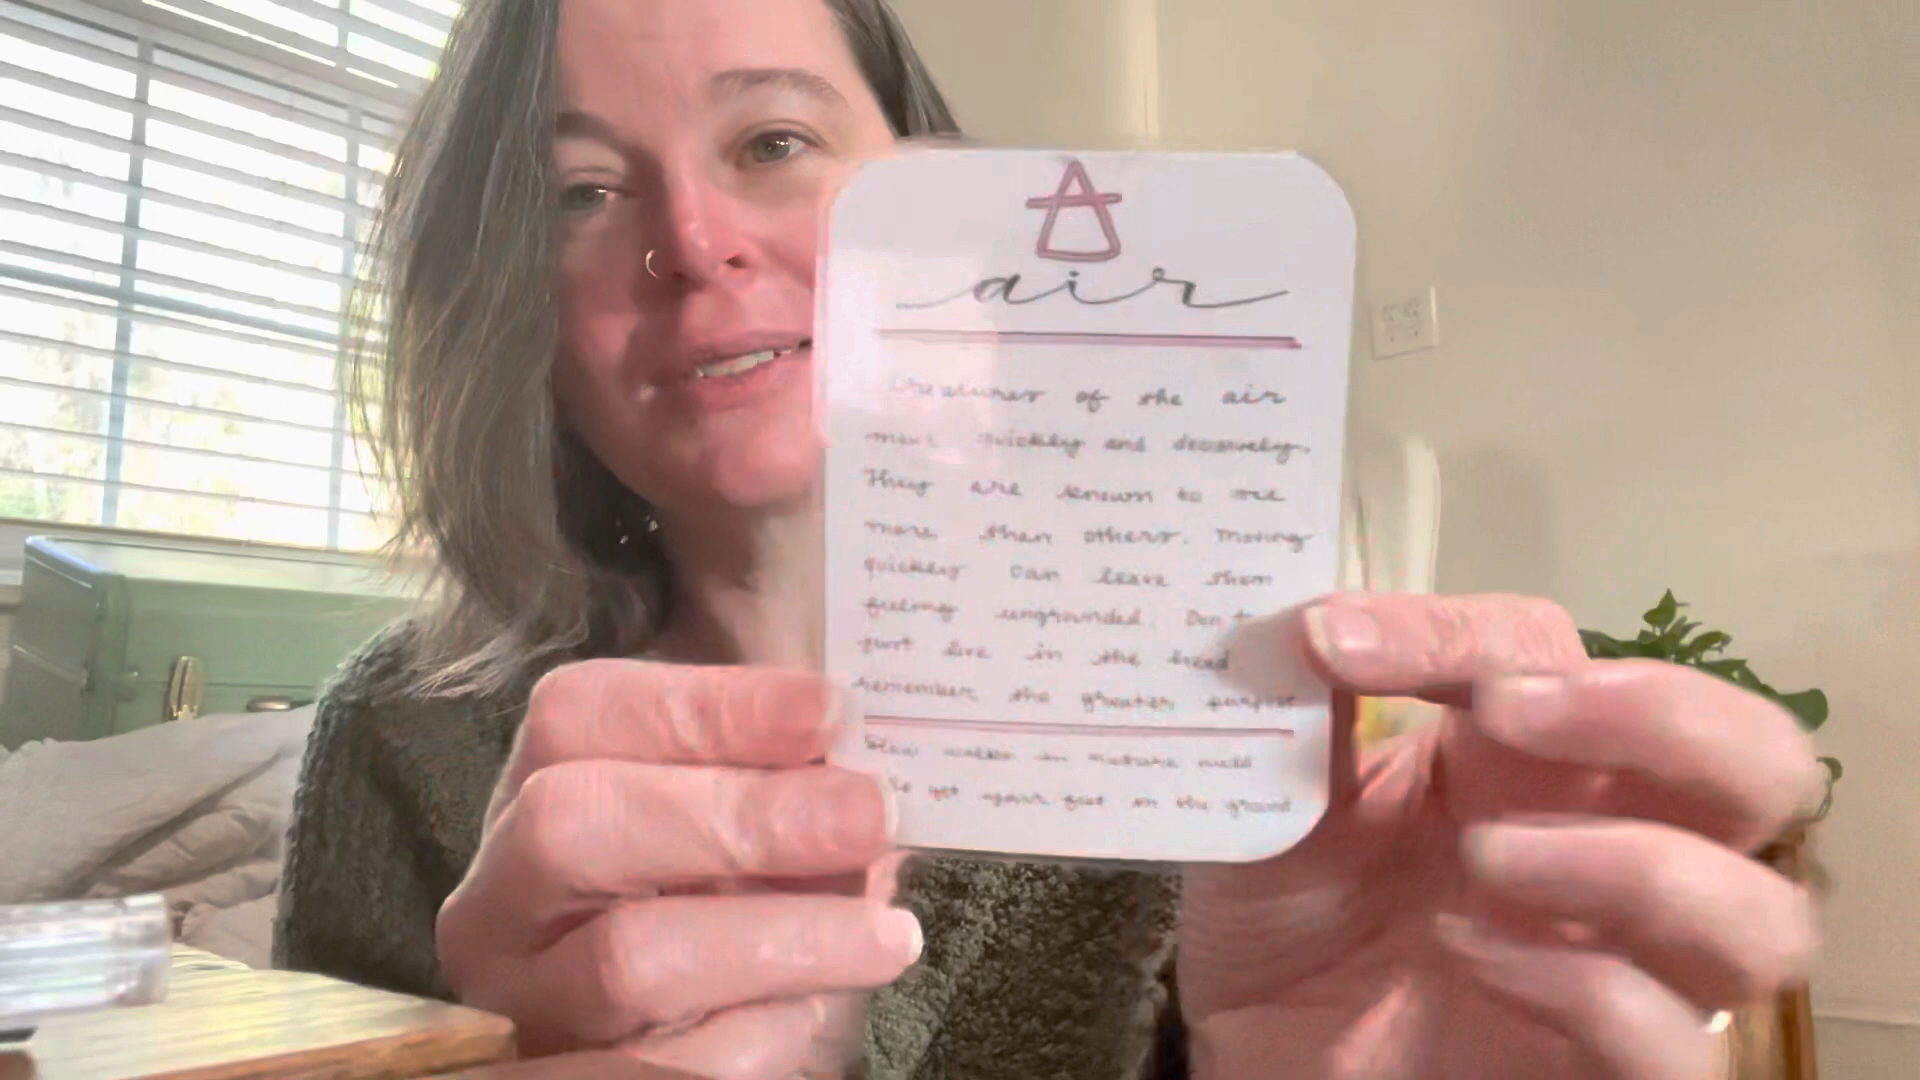 air
Creatures of the air
move quickly and decisively.
They are known to see
more than others. Moving
quickly can leave them
feeling ungrounded. Don't
just live in the head
remember the greater purpose
Slow walks in nature will
get your feet on the ground.